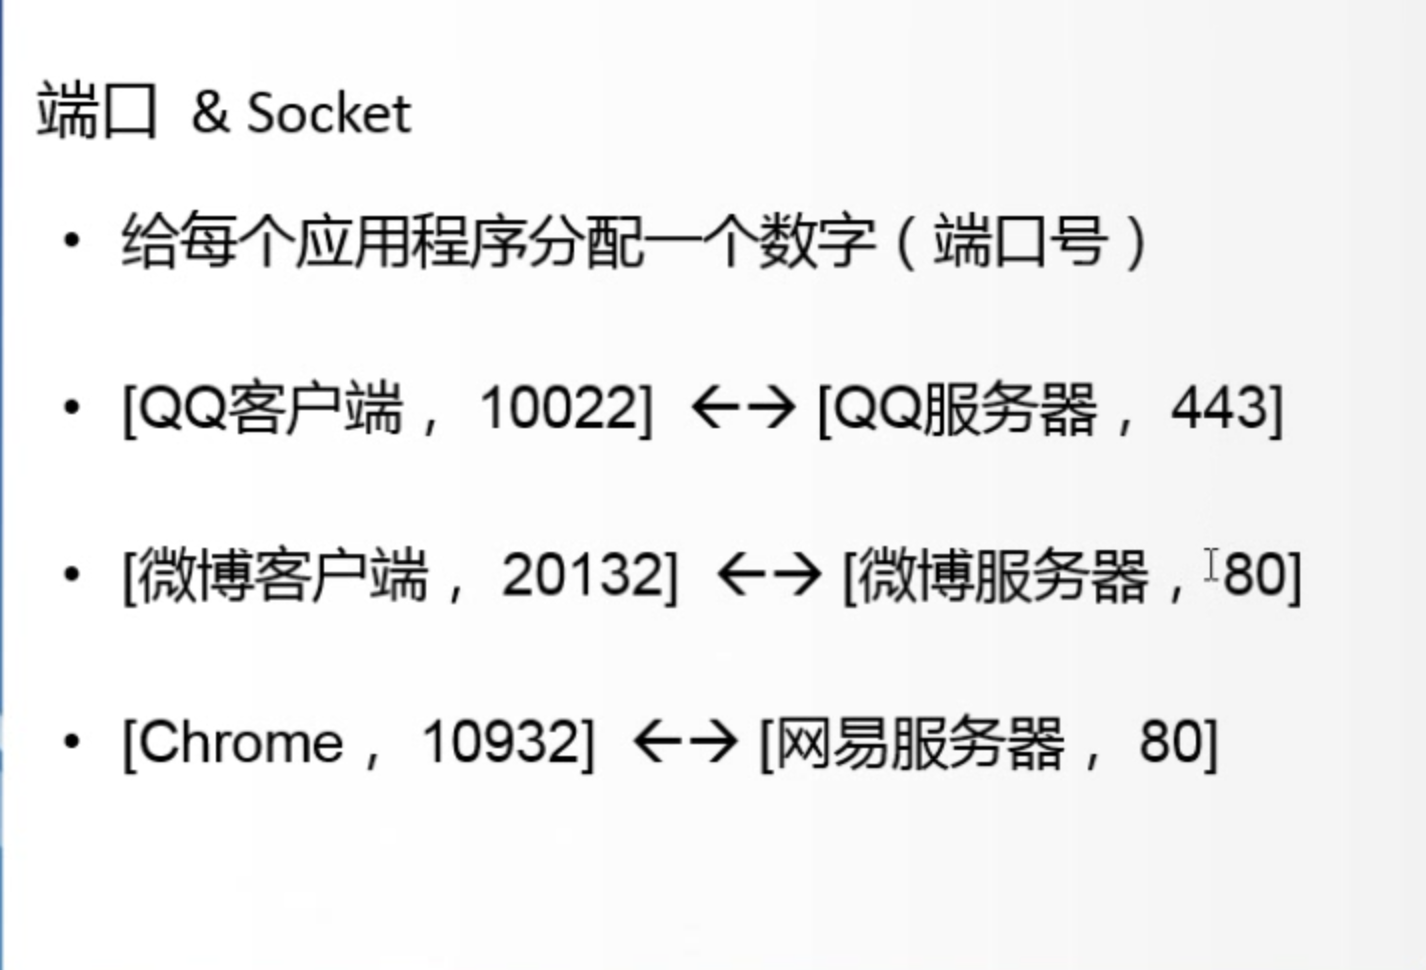 端口 & Socket
• 给每个应用程序分配一个数字（端口号）
• [QQ客户端， 10022] ←→ [QQ服务器， 443]
• [微博客户端， 20132] ←→ [微博服务器， 80]
• [Chrome， 10932] ←→ [网易服务器， 80]